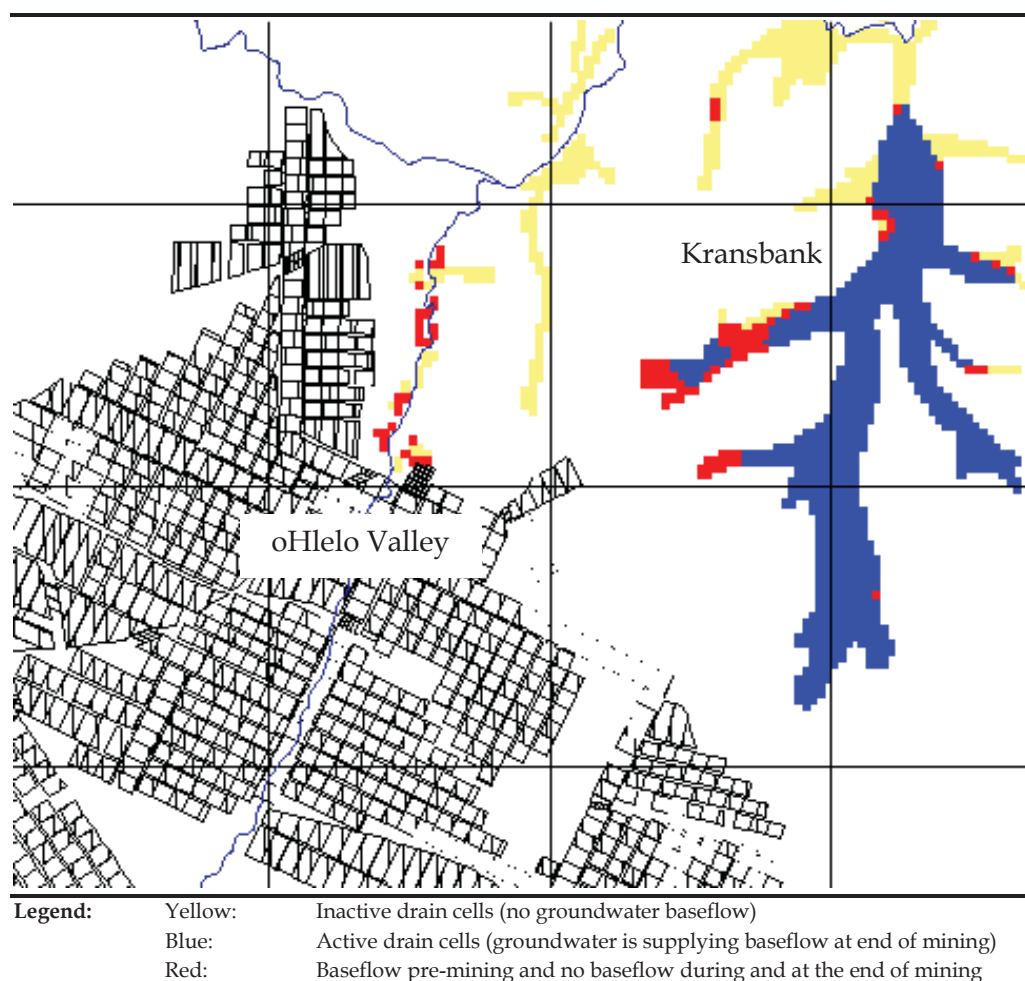 Kransbank
oHlelo Valley
Legend: Yellow: Inactive drain cells (no groundwater baseflow)
Blue: Active drain cells (groundwater is supplying baseflow at end of mining)
Red: Baseflow pre-mining and no baseflow during and at the end of mining